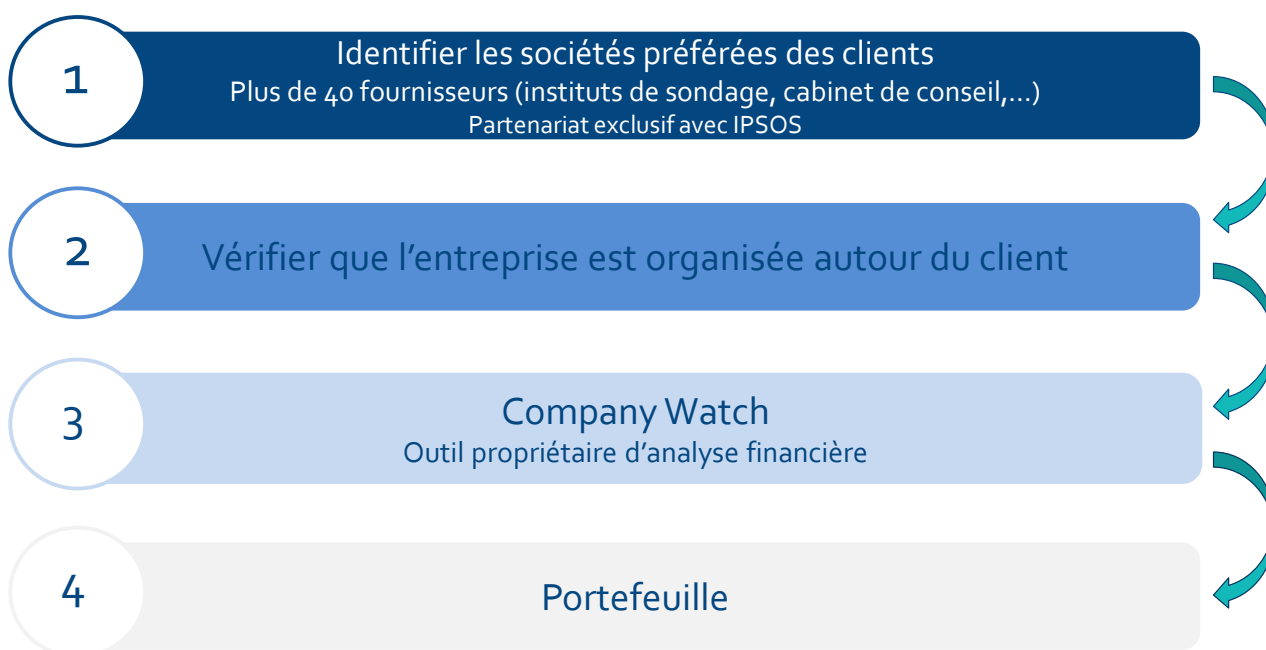 1
Identifier les sociétés préférées des clients
Plus de 40 fournisseurs (instituts de sondage, cabinet de conseil,...)
Partenariat exclusif avec IPSOS
2
Vérifier que l’entreprise est organisée autour du client
3
Company Watch
Outil propriétaire d’analyse financière
4
Portefeuille